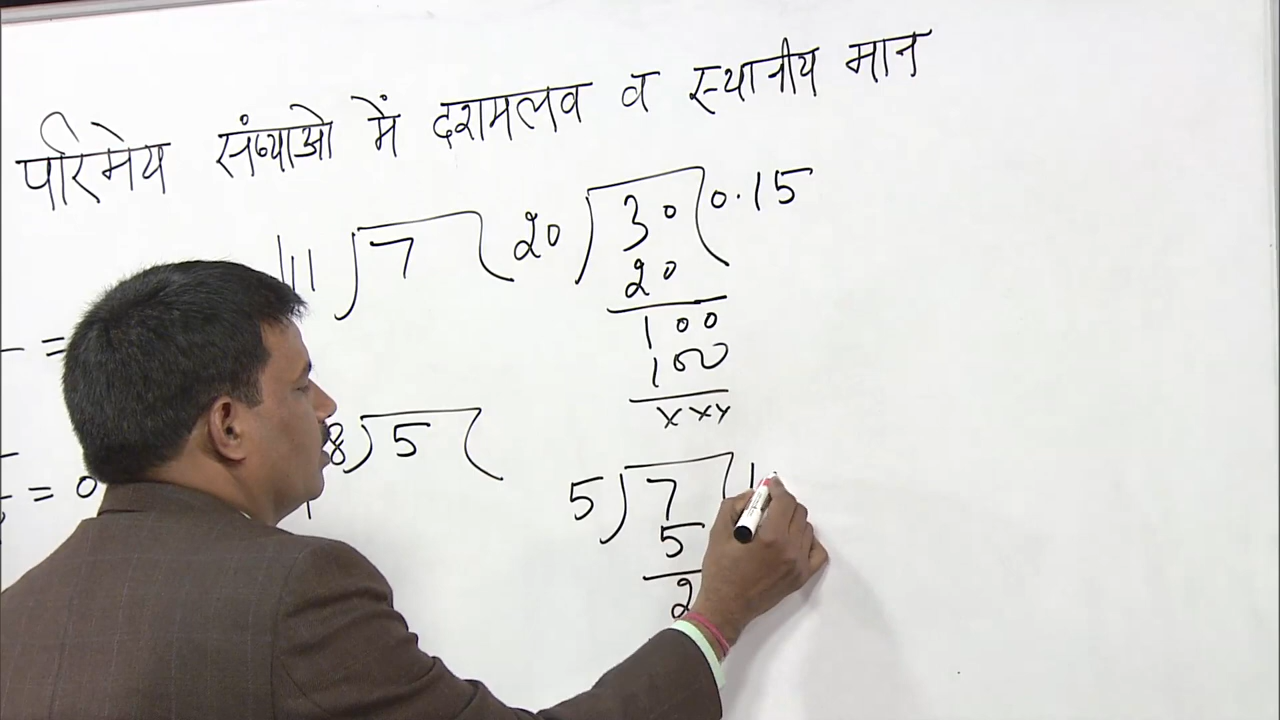 परिमेय संख्याओ में दशमलव व स्थानीय मान
11) 7 (
20) 30 (0.15
20
100
100
xxx
=
8) 5 (
= 0
5) 7 (1
5
2